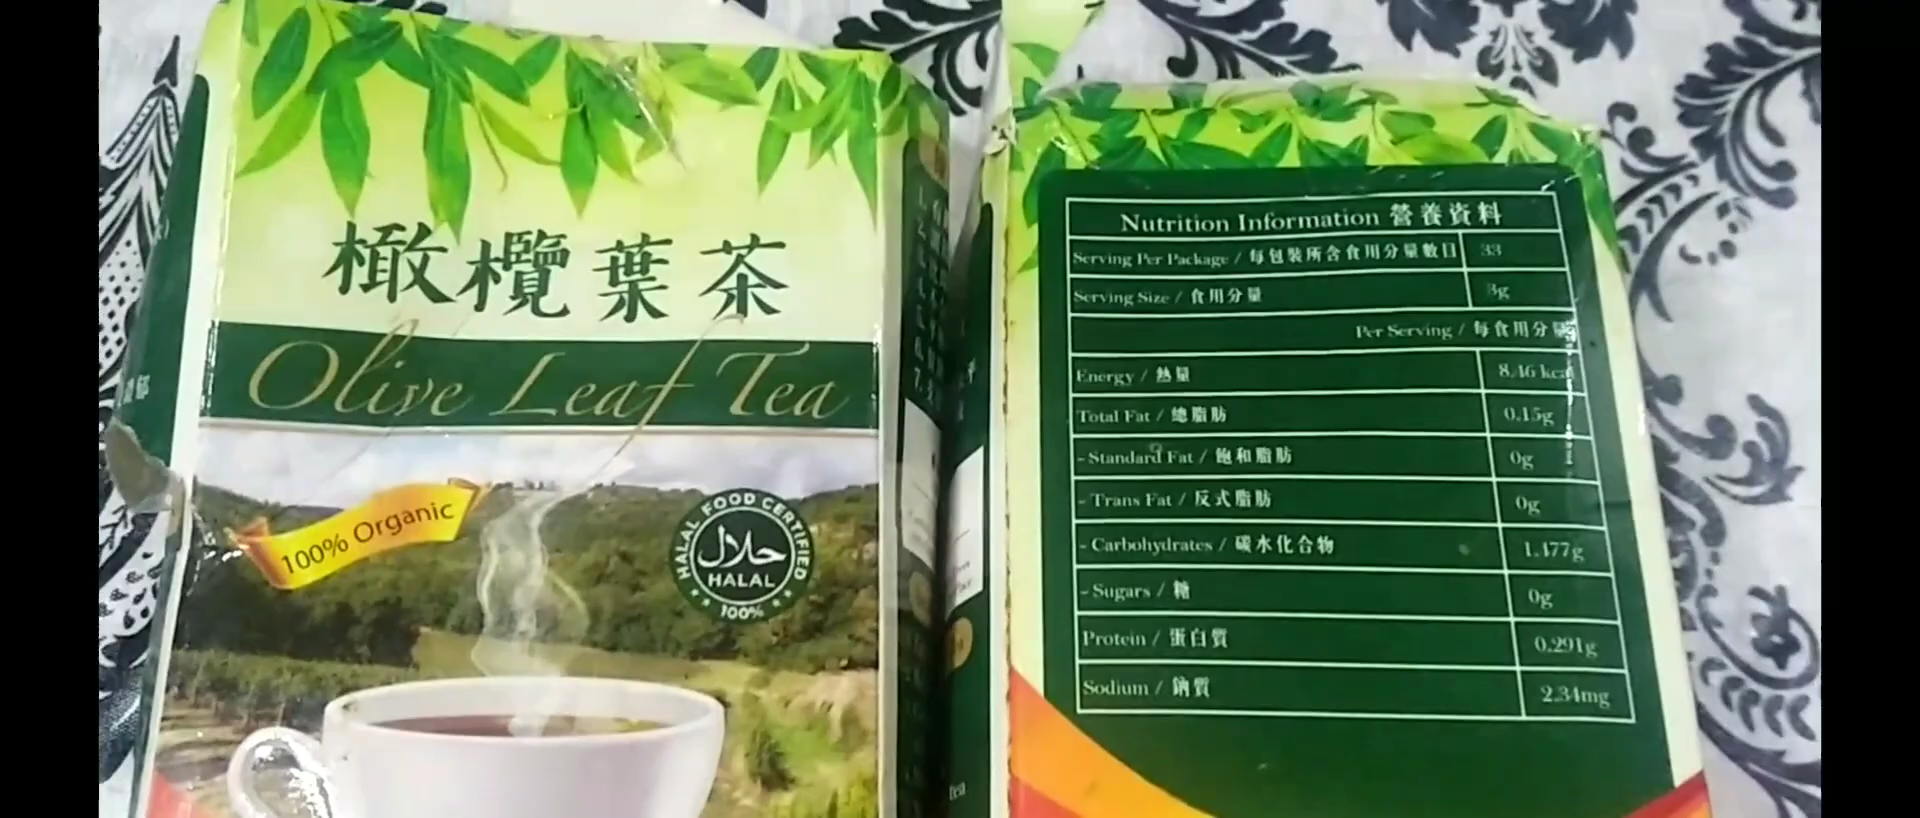 橄欖葉茶
Olive Leaf Tea
100% Organic
HALAL FOOD CERTIFIED
حلال
HALAL
100%
Nutrition Information 營養資料
Serving Per Package / 每包裝所含食用分量數目 33
Serving Size / 食用分量 3g
Per Serving / 每食用分量
Energy / 熱量 8.46 kcal
Total Fat / 總脂肪 0.15g
- Standard Fat / 飽和脂肪 0g
- Trans Fat / 反式脂肪 0g
- Carbohydrates / 碳水化合物 1.477g
- Sugars / 糖 0g
Protein / 蛋白質 0.291g
Sodium / 鈉質 2.34mg